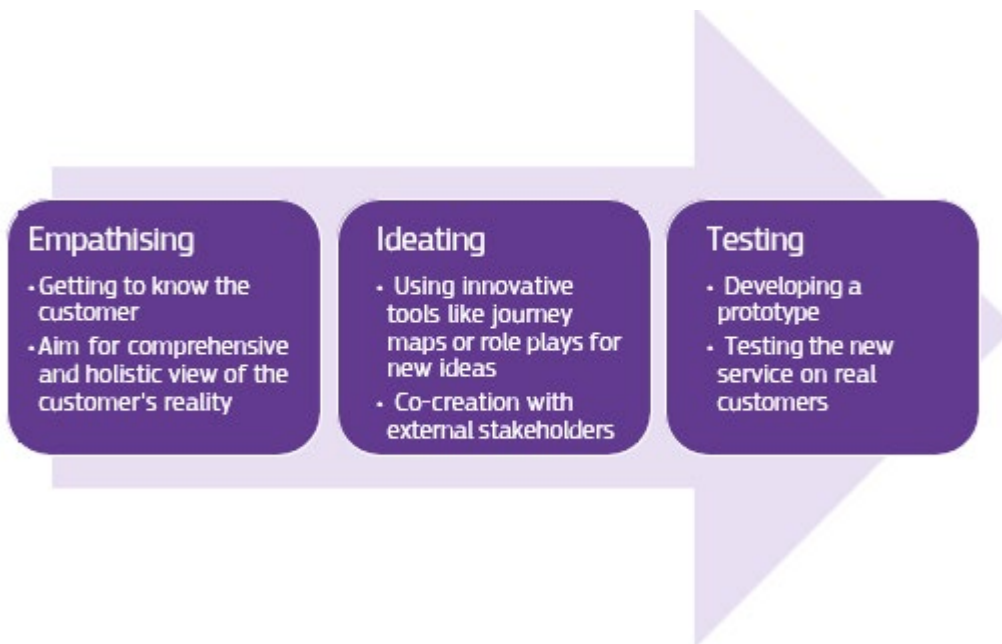 Empathising
•Getting to know the
customer
•Aim for comprehensive
and holistic view of the
customer's reality
Ideating
• Using innovative
tools like journey
maps or role plays for
new ideas
• Co-creation with
external stakeholders
Testing
• Developing a
prototype
• Testing the new
service on real
customers